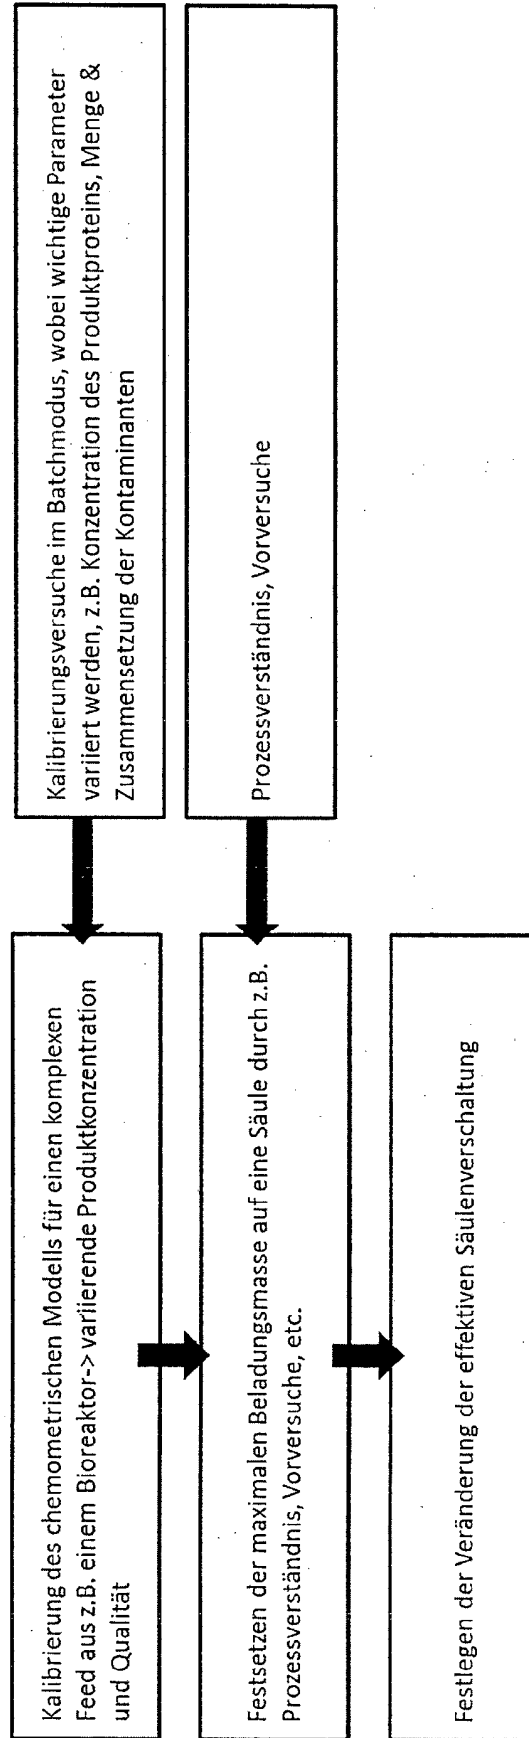 Kalibrierung des chemometrischen Modells für einen komplexen
Feed aus z.B. einem Bioreaktor-> variierende Produktkonzentration
und Qualität
Kalibrierungsversuche im Batchmodus, wobei wichtige Parameter
variiert werden, z.B. Konzentration des Produktproteins, Menge &
Zusammensetzung der Kontaminanten
Festsetzen der maximalen Beladungsmasse auf eine Säule durch z.B.
Prozessverständnis, Vorversuche, etc.
Prozessverständnis, Vorversuche
Festlegen der Veränderung der effektiven Säulenverschaltung